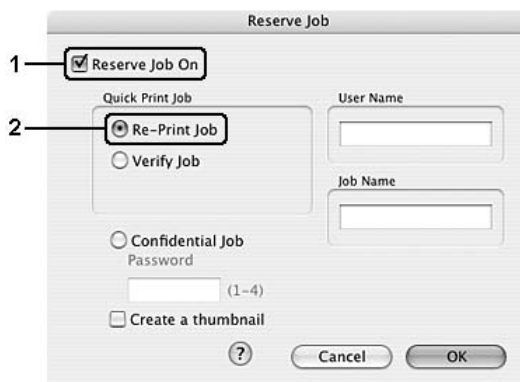 Reserve Job
1
Reserve Job On
Quick Print Job
2
Re-Print Job
Verify Job
User Name
Job Name
Confidential Job
Password
(1-4)
Create a thumbnail
?
Cancel
OK